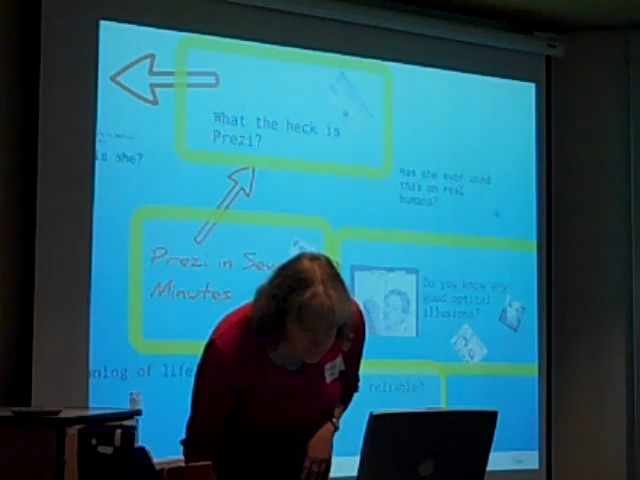 What the heck is
Prezi?
is she?
Has she ever used
this on real
humans?
Prezi in Sev
Minutes
Do you know any
good optical
illusions?
ning of life
reliable?